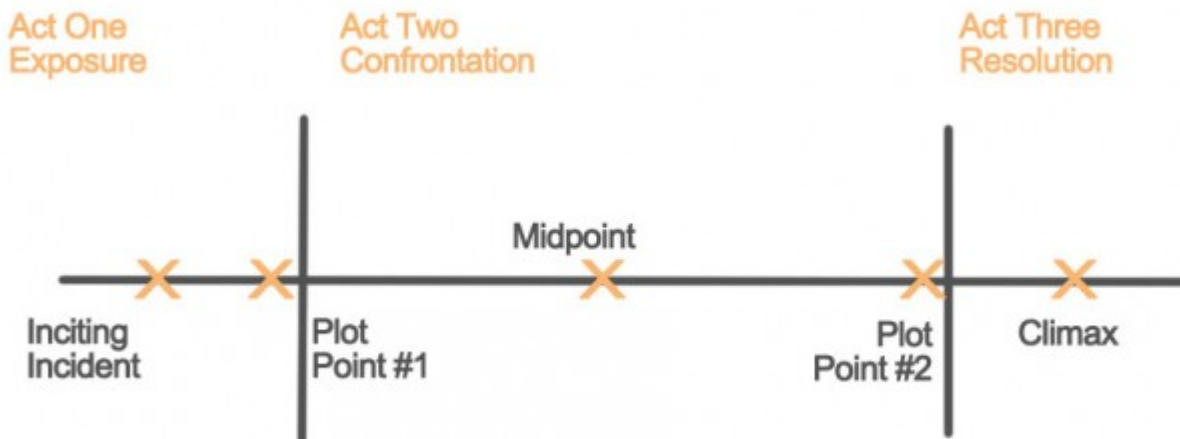 Act One
Exposure
Act Two
Confrontation
Act Three
Resolution
Midpoint
Inciting
Incident
Plot
Point #1
Plot
Point #2
Climax